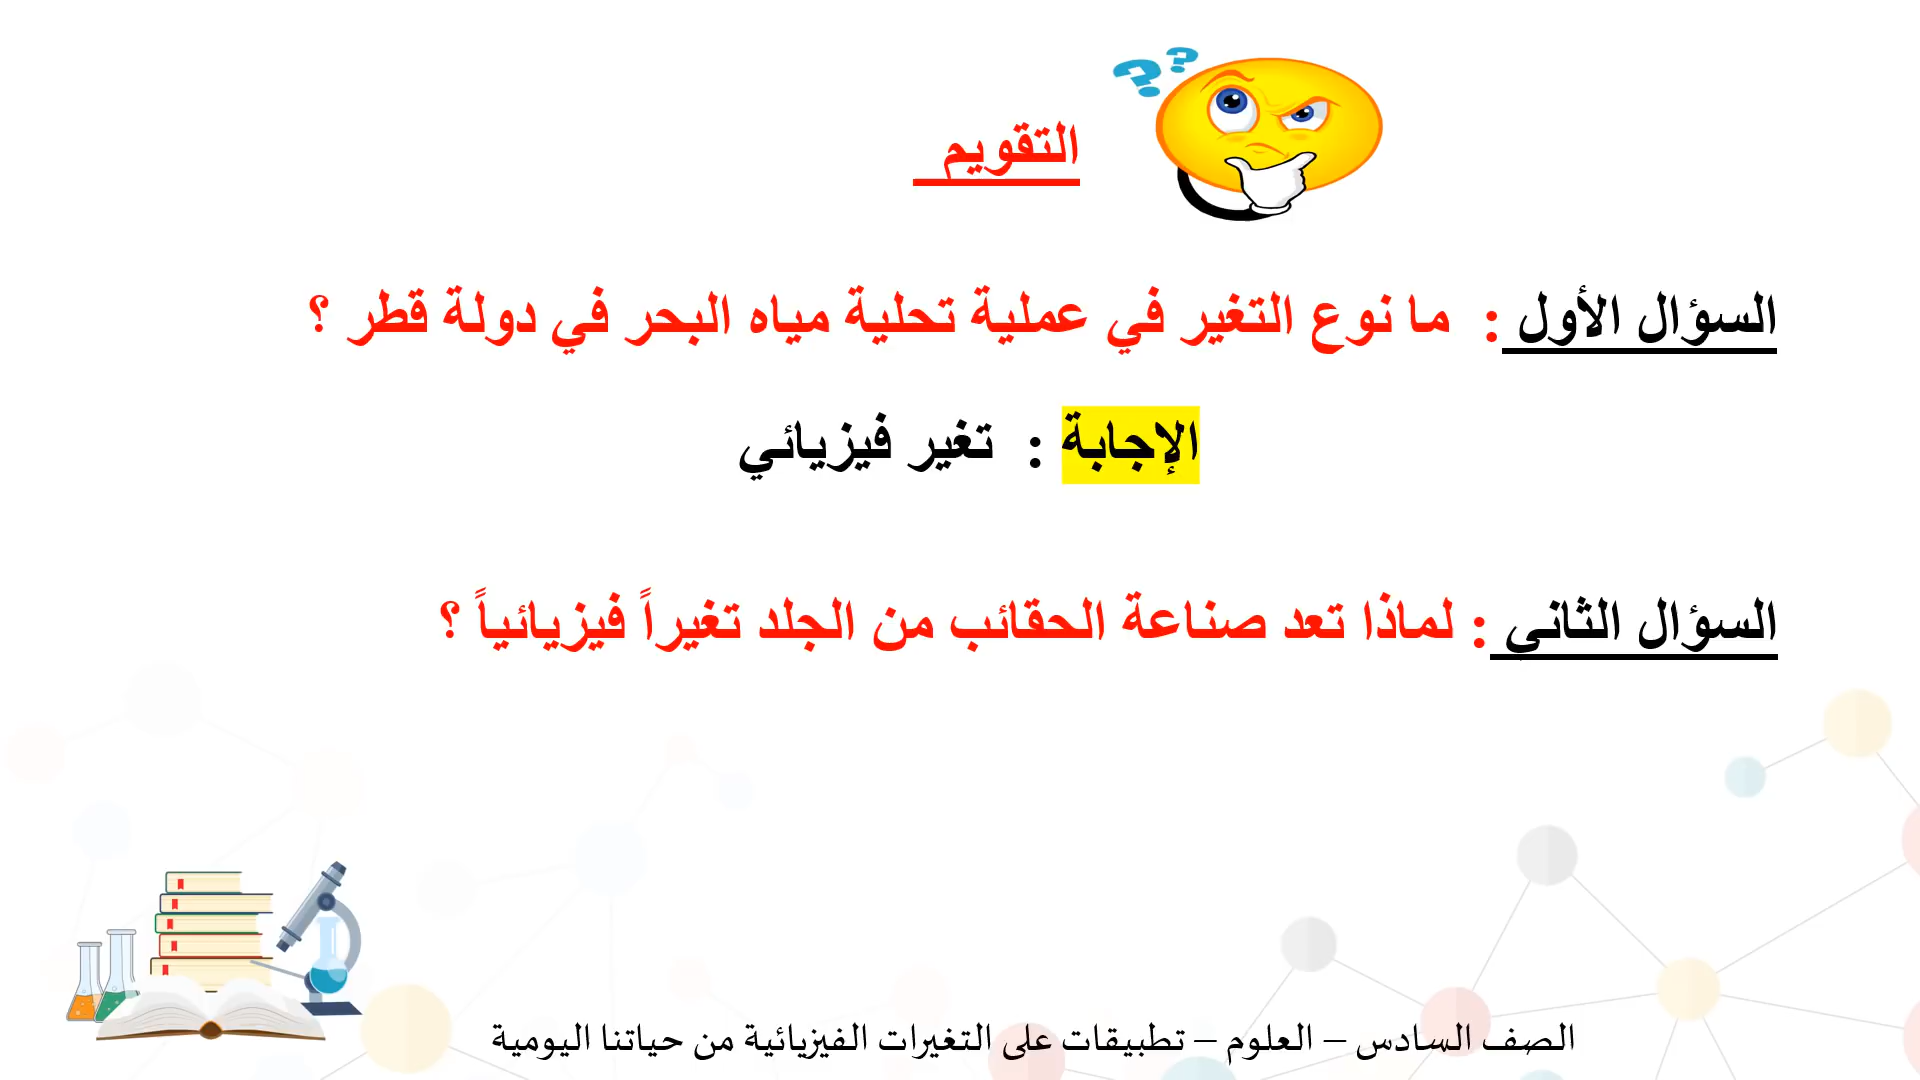 التقويم
السؤال الأول : ما نوع التغير في عملية تحلية مياه البحر في دولة قطر ؟
الإجابة : تغير فيزيائي
السؤال الثاني : لماذا تعد صناعة الحقائب من الجلد تغيراً فيزيائياً ؟
الصف السادس – العلوم – تطبيقات على التغيرات الفيزيائية من حياتنا اليومية